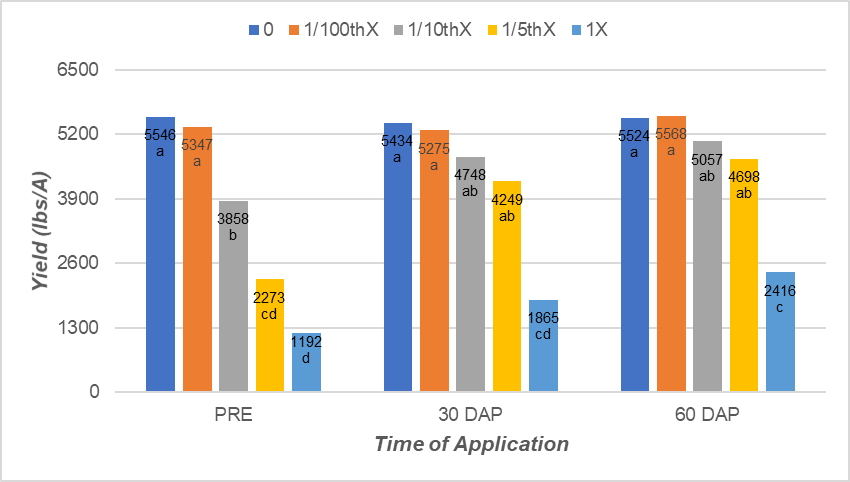 0 1/100thX 1/10thX 1/5thX 1X
6500
5200
3900
2600
1300
0
Yield (lbs/A)
5546
a
5347
a
3858
b
2273
cd
1192
d
5434
a
5275
a
4748
ab
4249
ab
1865
cd
5524
a
5568
a
5057
ab
4698
ab
2416
c
PRE 30 DAP 60 DAP
Time of Application